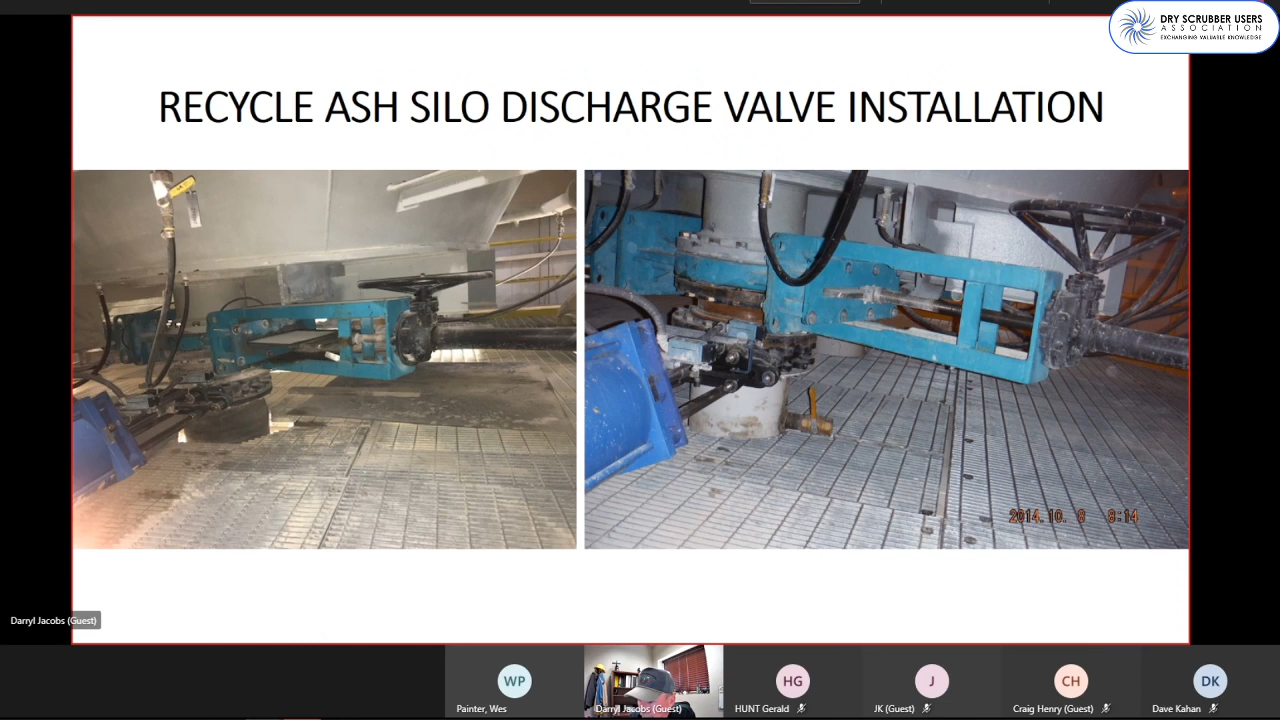 DRY SCRUBBER USERS
ASSOCIATION
EXCHANGING VALUABLE KNOWLEDGE
RECYCLE ASH SILO DISCHARGE VALVE INSTALLATION
2014.10. 8 8:14
Darryl Jacobs (Guest)
WP
HG
J
CH
DK
Painter, Wes
Darryl Jacobs (Guest)
HUNT Gerald
JK (Guest)
Craig Henry (Guest)
Dave Kahan